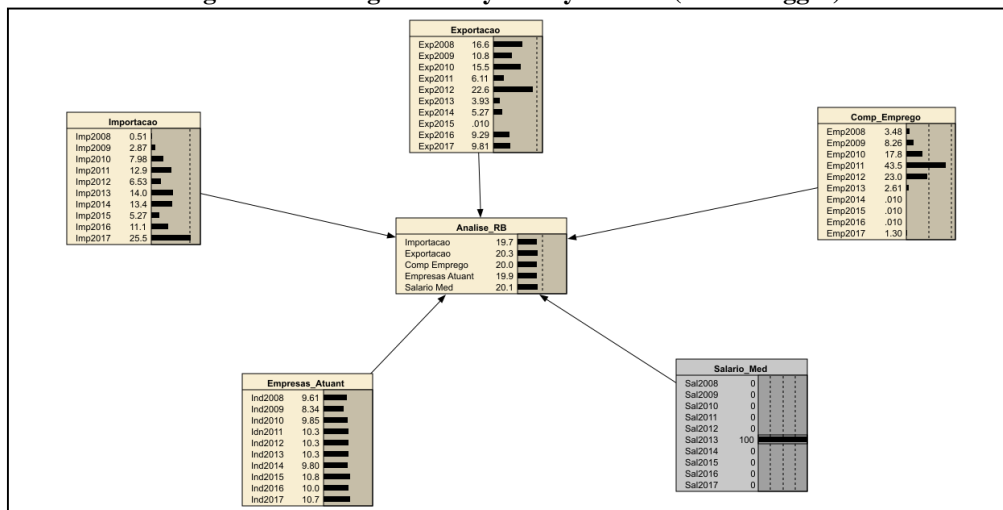 Exportacao
Exp2008 16.6
Exp2009 10.8
Exp2010 15.5
Exp2011 6.11
Exp2012 22.6
Exp2013 3.93
Exp2014 5.27
Exp2015 .010
Exp2016 9.29
Exp2017 9.81
Importacao
Imp2008 0.51
Imp2009 2.87
Imp2010 7.98
Imp2011 12.9
Imp2012 6.53
Imp2013 14.0
Imp2014 13.4
Imp2015 5.27
Imp2016 11.1
Imp2017 25.5
Comp_Emprego
Emp2008 3.48
Emp2009 8.26
Emp2010 17.8
Emp2011 43.5
Emp2012 23.0
Emp2013 2.61
Emp2014 .010
Emp2015 .010
Emp2016 .010
Emp2017 1.30
Analise_RB
Importacao 19.7
Exportacao 20.3
Comp Emprego 20.0
Empresas Atuant 19.9
Salario Med 20.1
Empresas_Atuant
Ind2008 9.61
Ind2009 8.34
Ind2010 9.85
Idn2011 10.3
Ind2012 10.3
Ind2013 10.3
Ind2014 9.80
Ind2015 10.8
Ind2016 10.0
Ind2017 10.7
Salario_Med
Sal2008 0
Sal2009 0
Sal2010 0
Sal2011 0
Sal2012 0
Sal2013 100
Sal2014 0
Sal2015 0
Sal2016 0
Sal2017 0